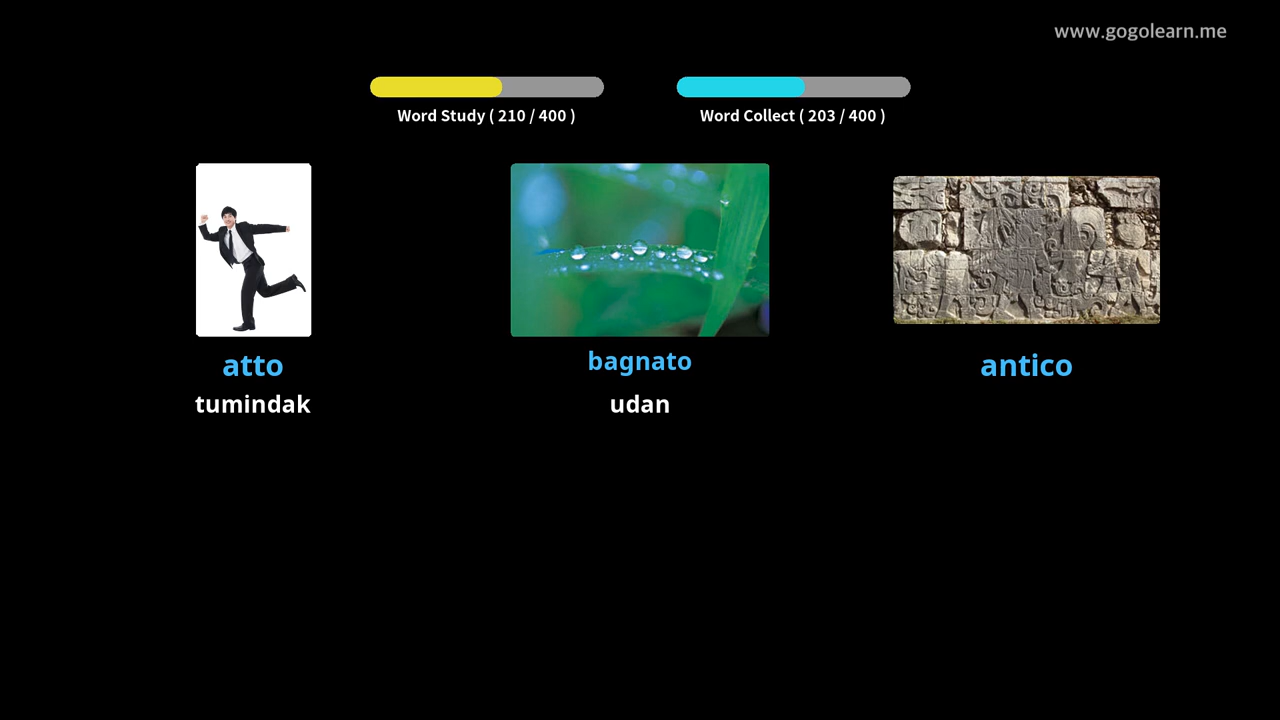 www.gogolearn.me
Word Study ( 210 / 400 )
Word Collect ( 203 / 400 )
atto
tumindak
bagnato
udan
antico